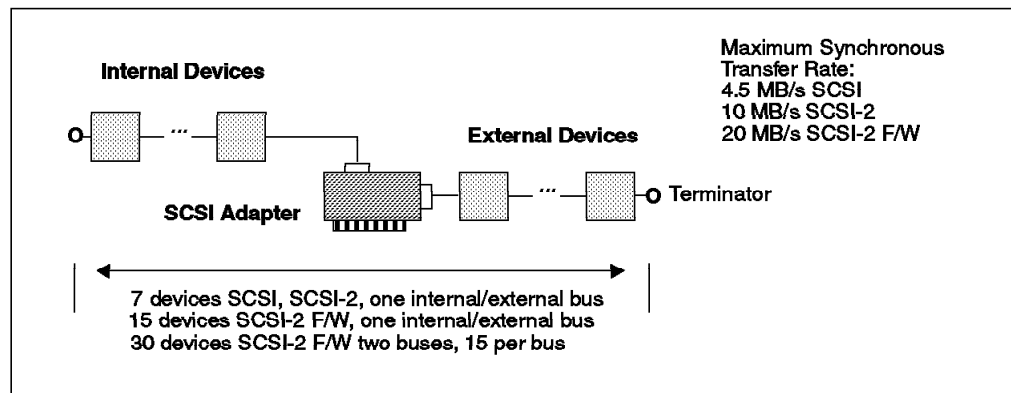 Maximum Synchronous
Transfer Rate:
4.5 MB/s SCSI
10 MB/s SCSI-2
20 MB/s SCSI-2 F/W
Internal Devices
...
External Devices
...
Terminator
SCSI Adapter
7 devices SCSI, SCSI-2, one internal/external bus
15 devices SCSI-2 F/W, one internal/external bus
30 devices SCSI-2 F/W two buses, 15 per bus